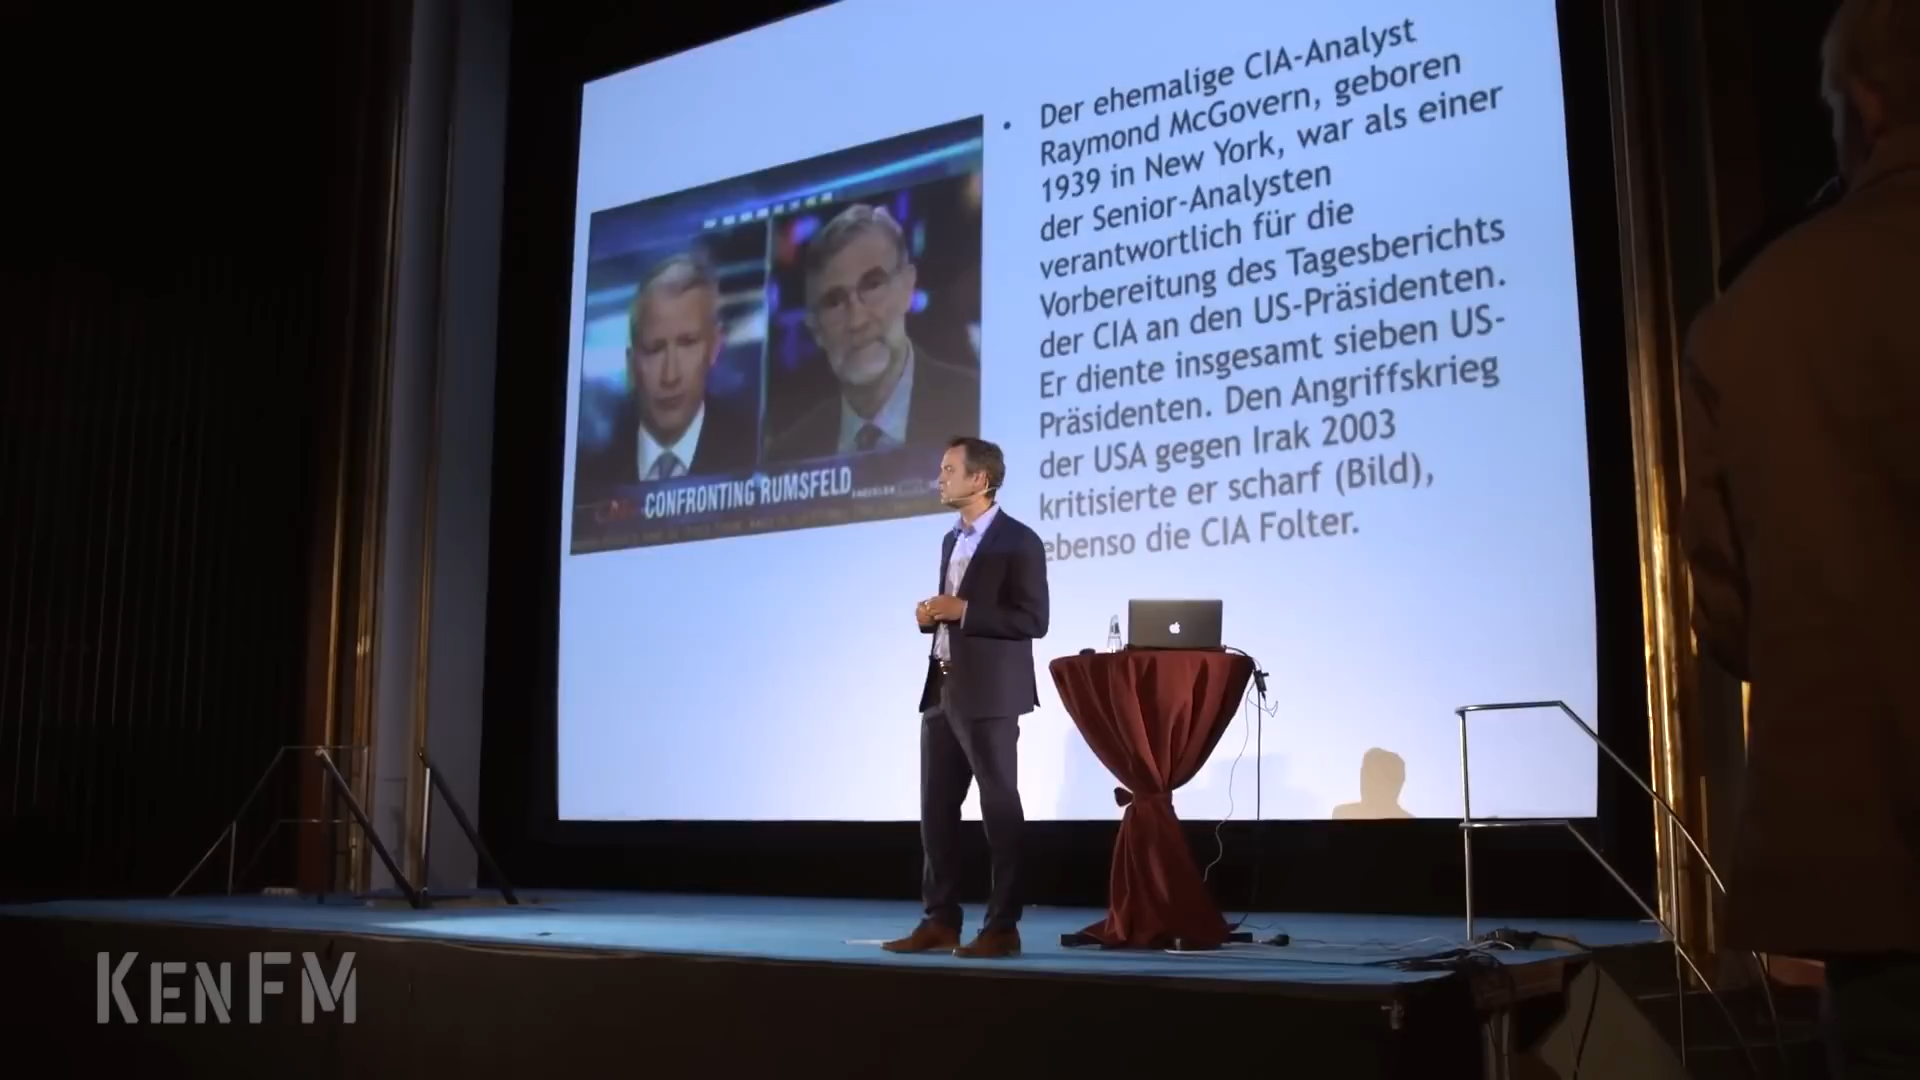 Der ehemalige CIA-Analyst
Raymond McGovern, geboren
1939 in New York, war als einer
der Senior-Analysten
verantwortlich für die
Vorbereitung des Tagesberichts
der CIA an den US-Präsidenten.
Er diente insgesamt sieben US-
Präsidenten. Den Angriffskrieg
der USA gegen Irak 2003
kritisierte er scharf (Bild),
ebenso die CIA Folter.
CONFRONTING RUMSFELD
KENFM